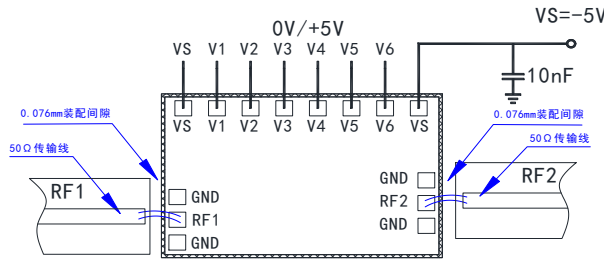 VS=-5V
0V/+5V
VS V1 V2 V3 V4 V5 V6
10nF
VS V1 V2 V3 V4 V5 V6 VS
0.076mm装配间隙
0.076mm装配间隙
50Ω传输线
50Ω传输线
RF1
GND
RF1
GND
GND
RF2
GND
RF2